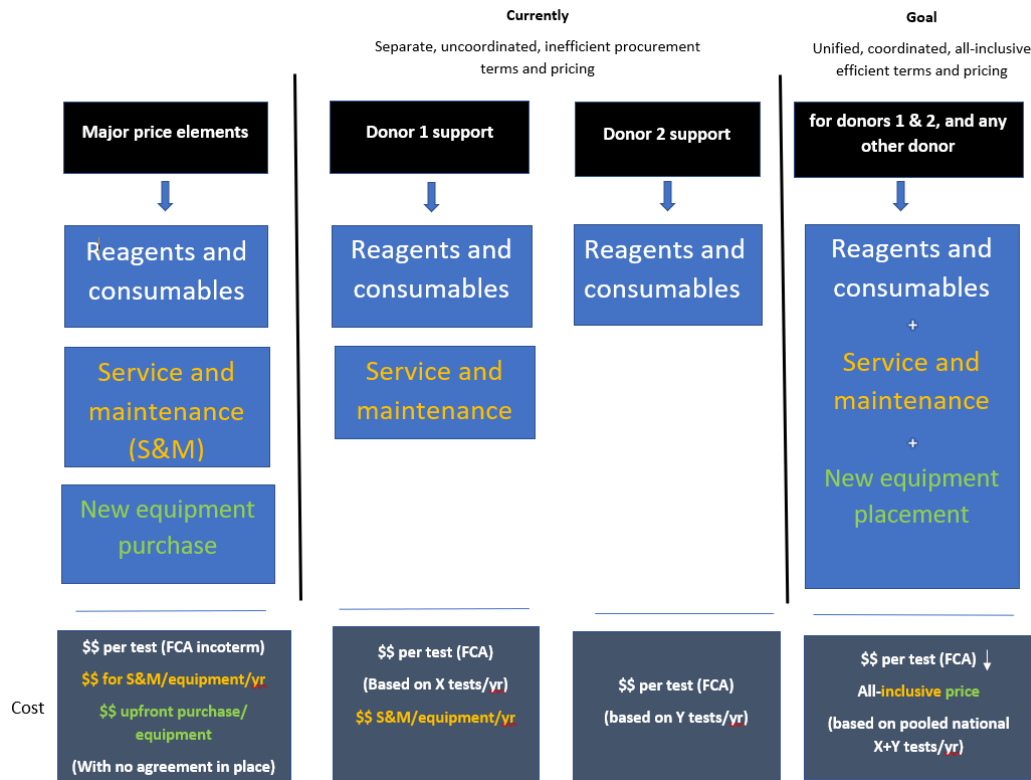 Currently
Separate, uncoordinated, inefficient procurement
terms and pricing
Goal
Unified, coordinated, all-inclusive
efficient terms and pricing
Major price elements
Donor 1 support
Donor 2 support
for donors 1 & 2, and any
other donor
Reagents and
consumables
Service and
maintenance
(S&M)
New equipment
purchase
Reagents and
consumables
Service and
maintenance
Reagents and
consumables
Reagents and
consumables
+
Service and
maintenance
+
New equipment
placement
Cost
$$ per test (FCA incoterm)
$$ for S&M/equipment/yr
$$ upfront purchase/
equipment
(With no agreement in place)
$$ per test (FCA)
(Based on X tests/yr)
$$ S&M/equipment/yr
$$ per test (FCA)
(based on Y tests/yr)
$$ per test (FCA) ↓
All-inclusive price
(based on pooled national
X+Y tests/yr)